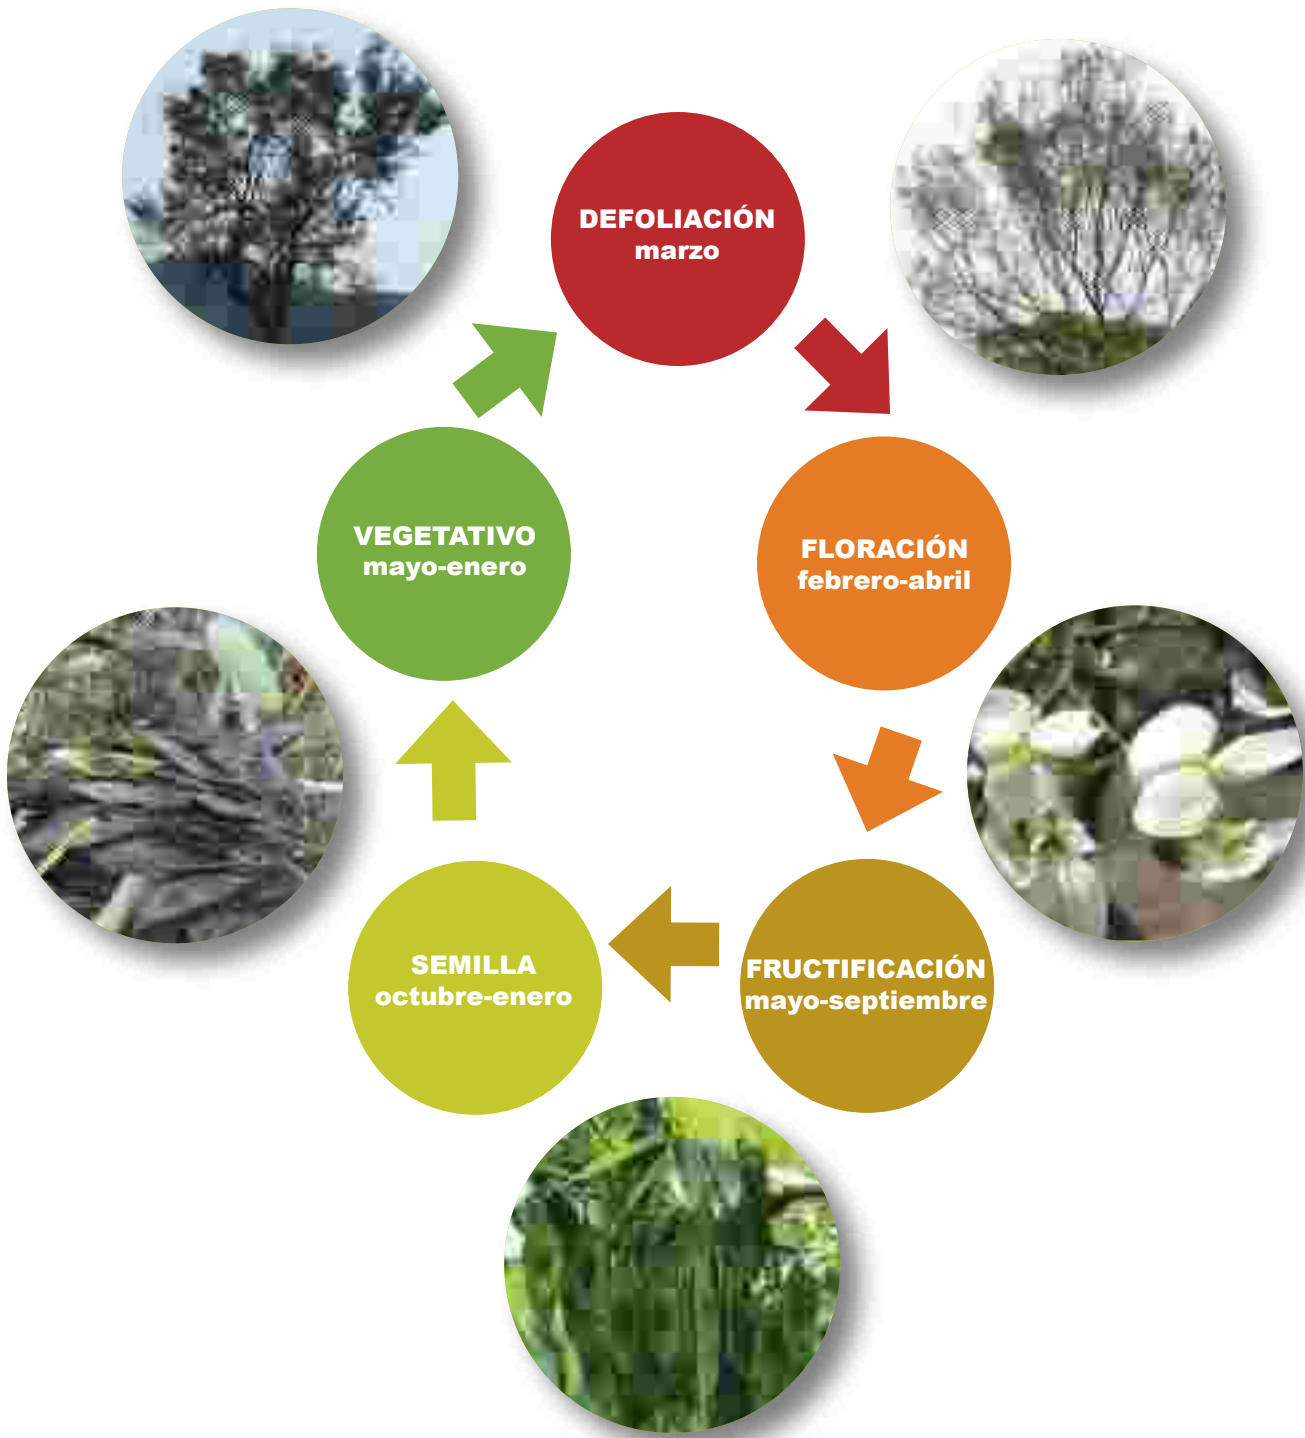 DEFOLIACIÓN
marzo
FLORACIÓN
febrero-abril
FRUCTIFICACIÓN
mayo-septiembre
SEMILLA
octubre-enero
VEGETATIVO
mayo-enero